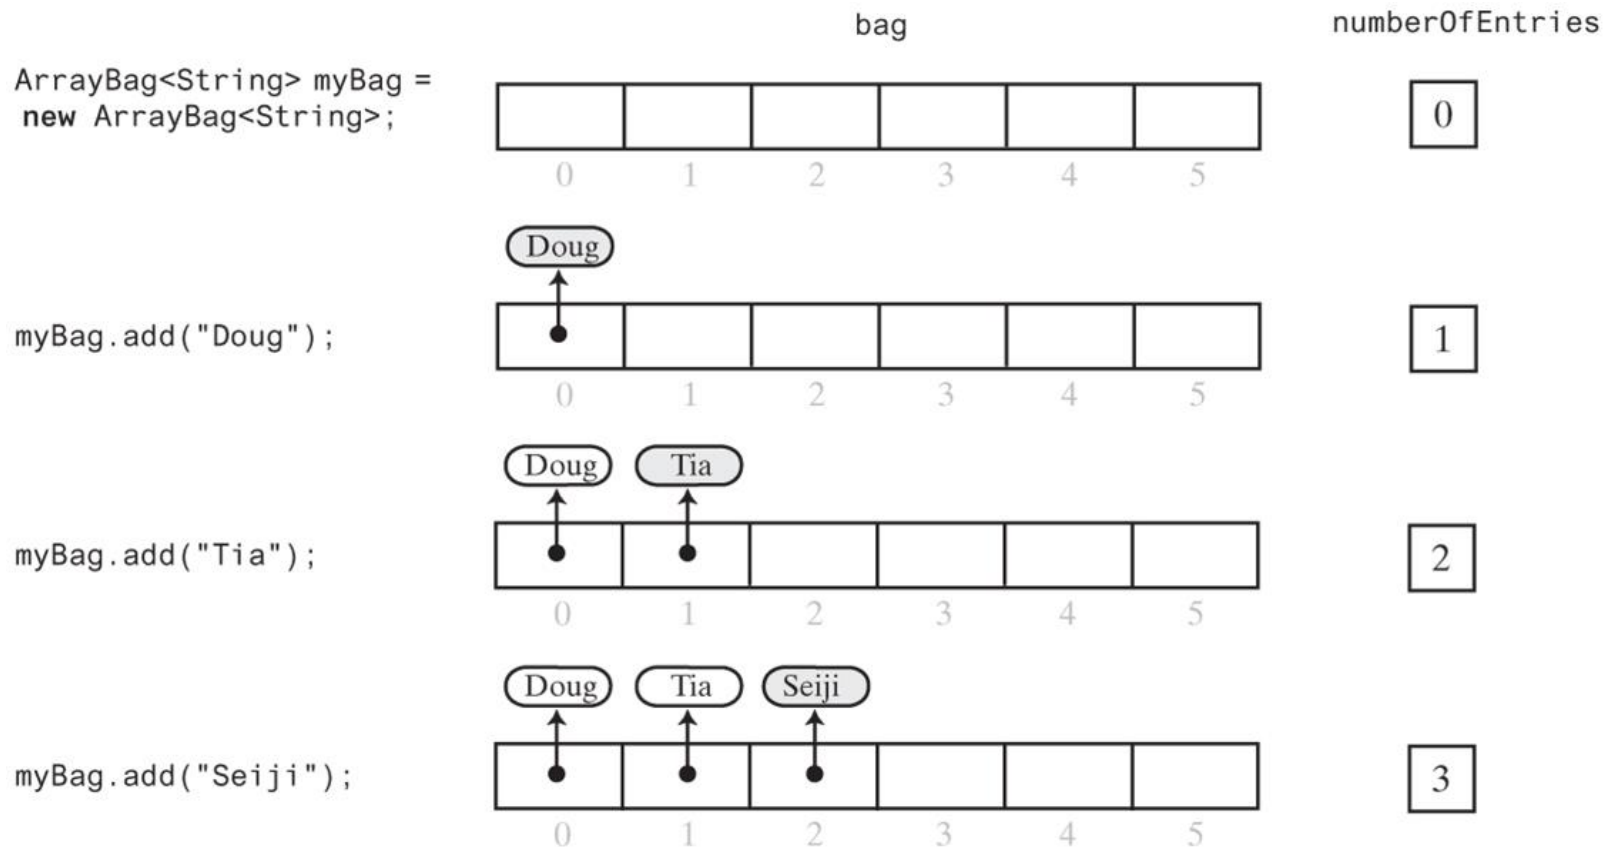 bag numberOfEntries
ArrayBag<String> myBag =
new ArrayBag<String>;
0
0 1 2 3 4 5
Doug
myBag.add("Doug");
1
0 1 2 3 4 5
Doug Tia
myBag.add("Tia");
2
0 1 2 3 4 5
Doug Tia Seiji
myBag.add("Seiji");
3
0 1 2 3 4 5